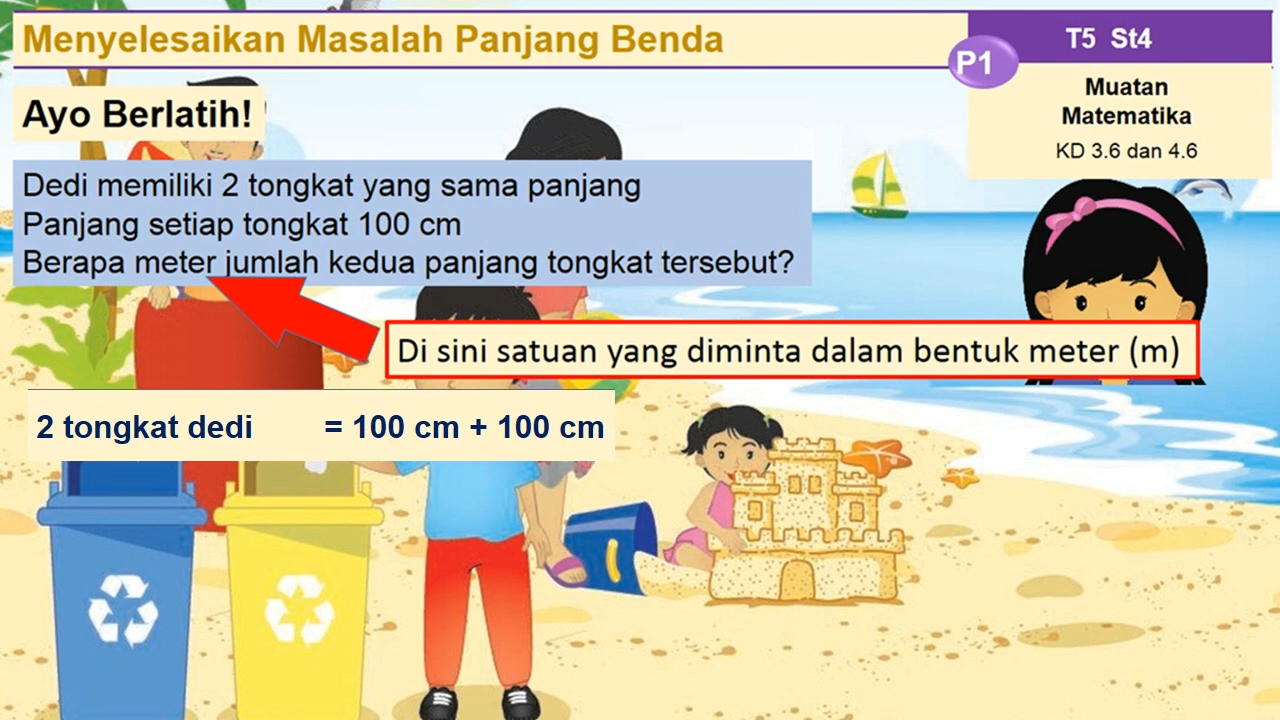 Menyelesaikan Masalah Panjang Benda
P1
T5 St4
Muatan
Matematika
KD 3.6 dan 4.6
Ayo Berlatih!
Dedi memiliki 2 tongkat yang sama panjang
Panjang setiap tongkat 100 cm
Berapa meter jumlah kedua panjang tongkat tersebut?
Di sini satuan yang diminta dalam bentuk meter (m)
2 tongkat dedi = 100 cm + 100 cm